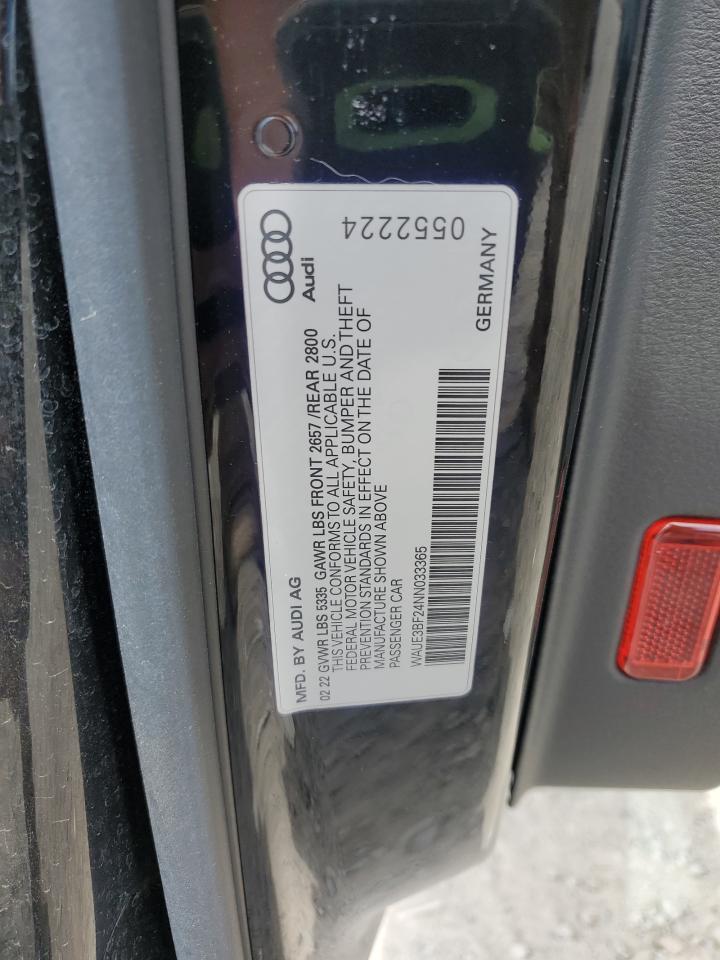 MFD. BY AUDI AG
Audi
02 22 GVWR LBS 5335 GAWR LBS FRONT 2657 /REAR 2800
THIS VEHICLE CONFORMS TO ALL APPLICABLE U.S.
FEDERAL MOTOR VEHICLE SAFETY, BUMPER AND THEFT
PREVENTION STANDARDS IN EFFECT ON THE DATE OF
MANUFACTURE SHOWN ABOVE
PASSENGER CAR
0552224
WAUE3BF24NN033365
GERMANY